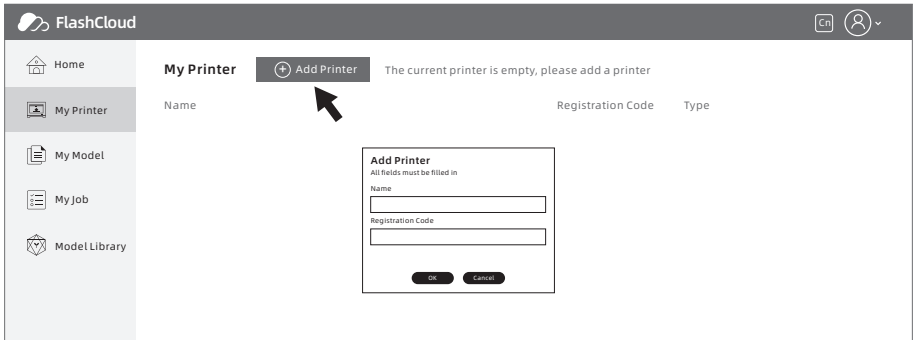 FlashCloud
Cn
Home
My Printer
My Model
My Job
Model Library
My Printer
Add Printer
The current printer is empty, please add a printer
Name Registration Code Type
Add Printer
All fields must be filled in
Name
Registration Code
OK Cancel